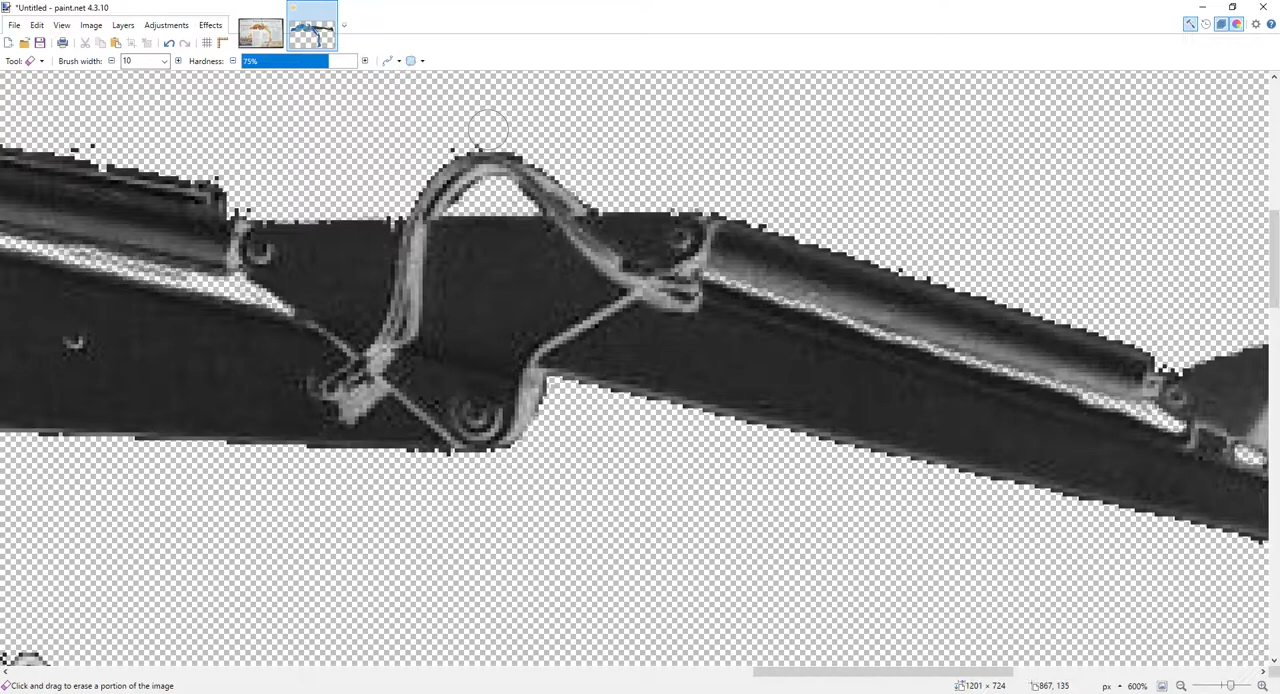 *Untitled - paint.net 4.3.10
File Edit View Image Layers Adjustments Effects
Tool: Brush width: 10 Hardness: 75%
Click and drag to erase a portion of the image 1201 × 724 867, 135 px 600%